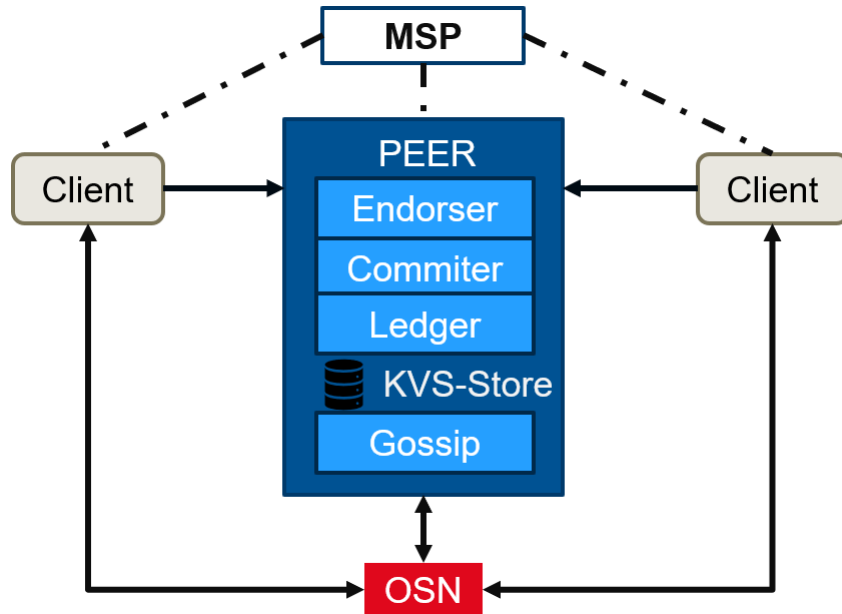 MSP
PEER
Client
Client
Endorser
Commiter
Ledger
KVS-Store
Gossip
OSN